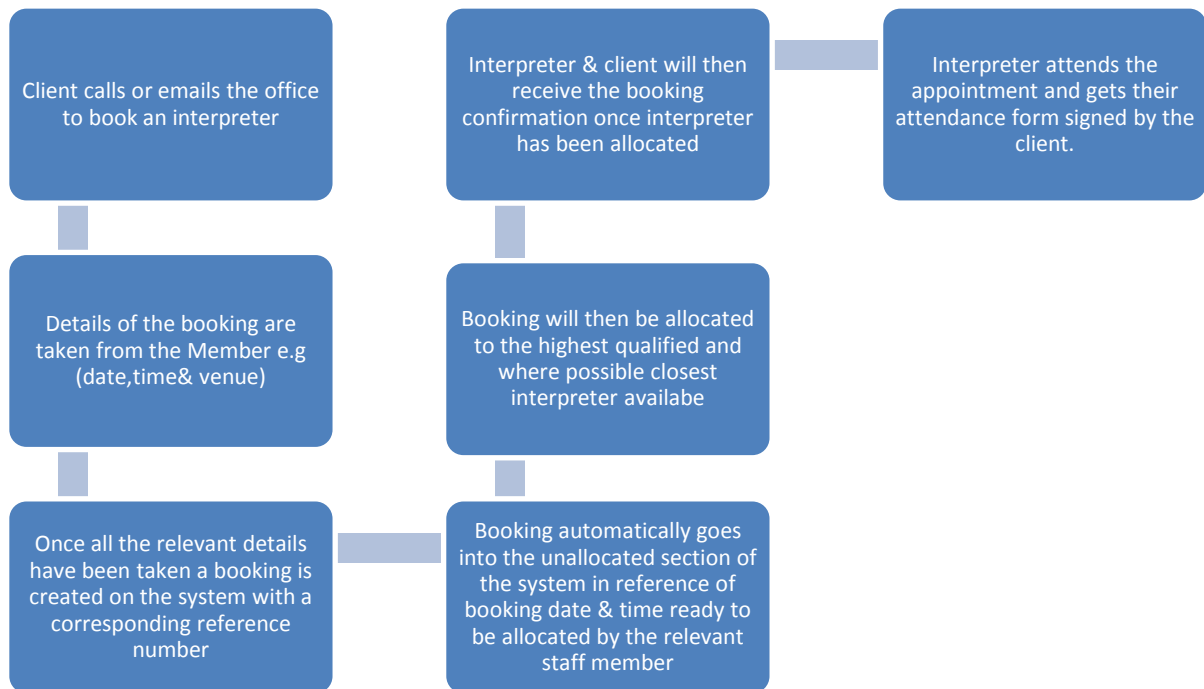 Client calls or emails the office
to book an interpreter
Details of the booking are
taken from the Member e.g
(date,time& venue)
Once all the relevant details
have been taken a booking is
created on the system with a
corresponding reference
number
Booking automatically goes
into the unallocated section of
the system in reference of
booking date & time ready to
be allocated by the relevant
staff member
Booking will then be allocated
to the highest qualified and
where possible closest
interpreter availabe
Interpreter & client will then
receive the booking
confirmation once interpreter
has been allocated
Interpreter attends the
appointment and gets their
attendance form signed by the
client.